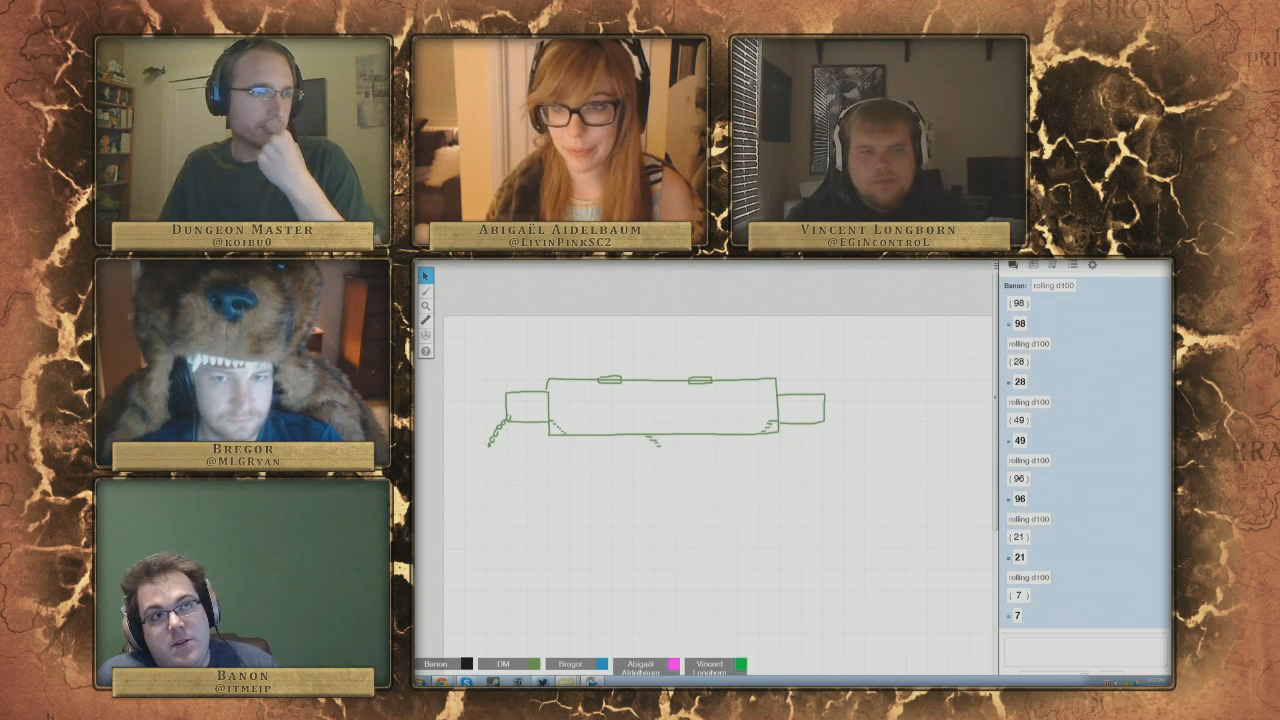 DUNGEON MASTER
@KOIBU0
ABIGAËL AIDELBAUM
@LIVINPINKSC2
VINCENT LONGBORN
@EGINCONTROL
BREGOR
@MLGRYAN
BANON
@ITMEJP
Banon: rolling d100
( 98 )
= 98
rolling d100
( 28 )
= 28
rolling d100
( 49 )
= 49
rolling d100
( 96 )
= 96
rolling d100
( 21 )
= 21
rolling d100
( 7 )
= 7
Banon
DM
Bregor
Abigaël
Aidelbaum
Vincent
Longborn